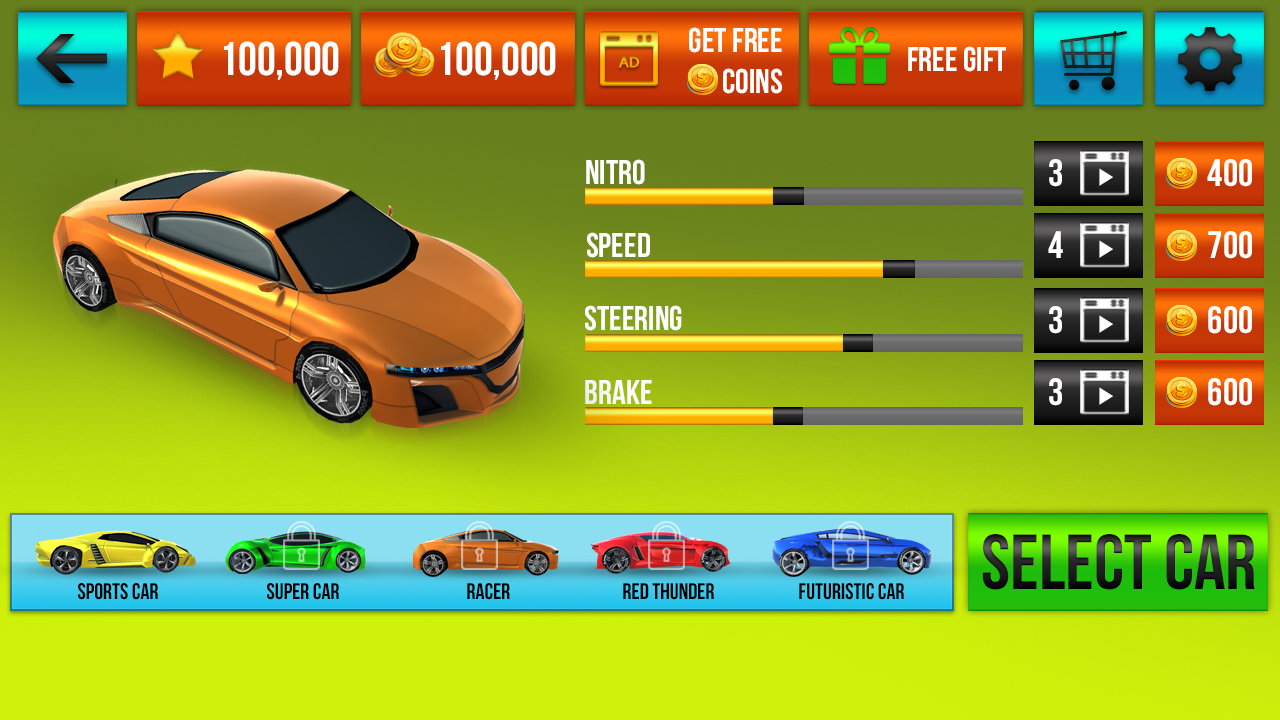 100,000
100,000
AD
GET FREE
COINS
FREE GIFT
NITRO
3
400
SPEED
4
700
STEERING
3
600
BRAKE
3
600
SPORTS CAR
SUPER CAR
RACER
RED THUNDER
FUTURISTIC CAR
SELECT CAR